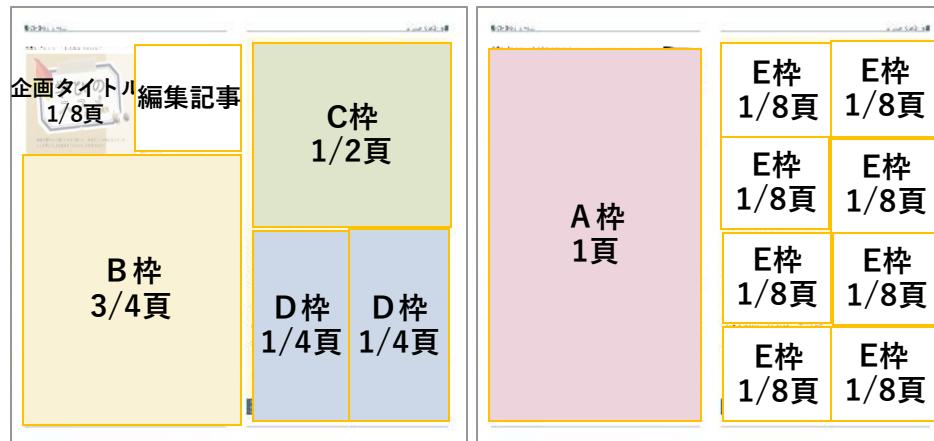 企画タイトル
1/8頁
編集記事
B枠
3/4頁
C枠
1/2頁
D枠
1/4頁
D枠
1/4頁
A枠
1頁
E枠
1/8頁
E枠
1/8頁
E枠
1/8頁
E枠
1/8頁
E枠
1/8頁
E枠
1/8頁
E枠
1/8頁
E枠
1/8頁